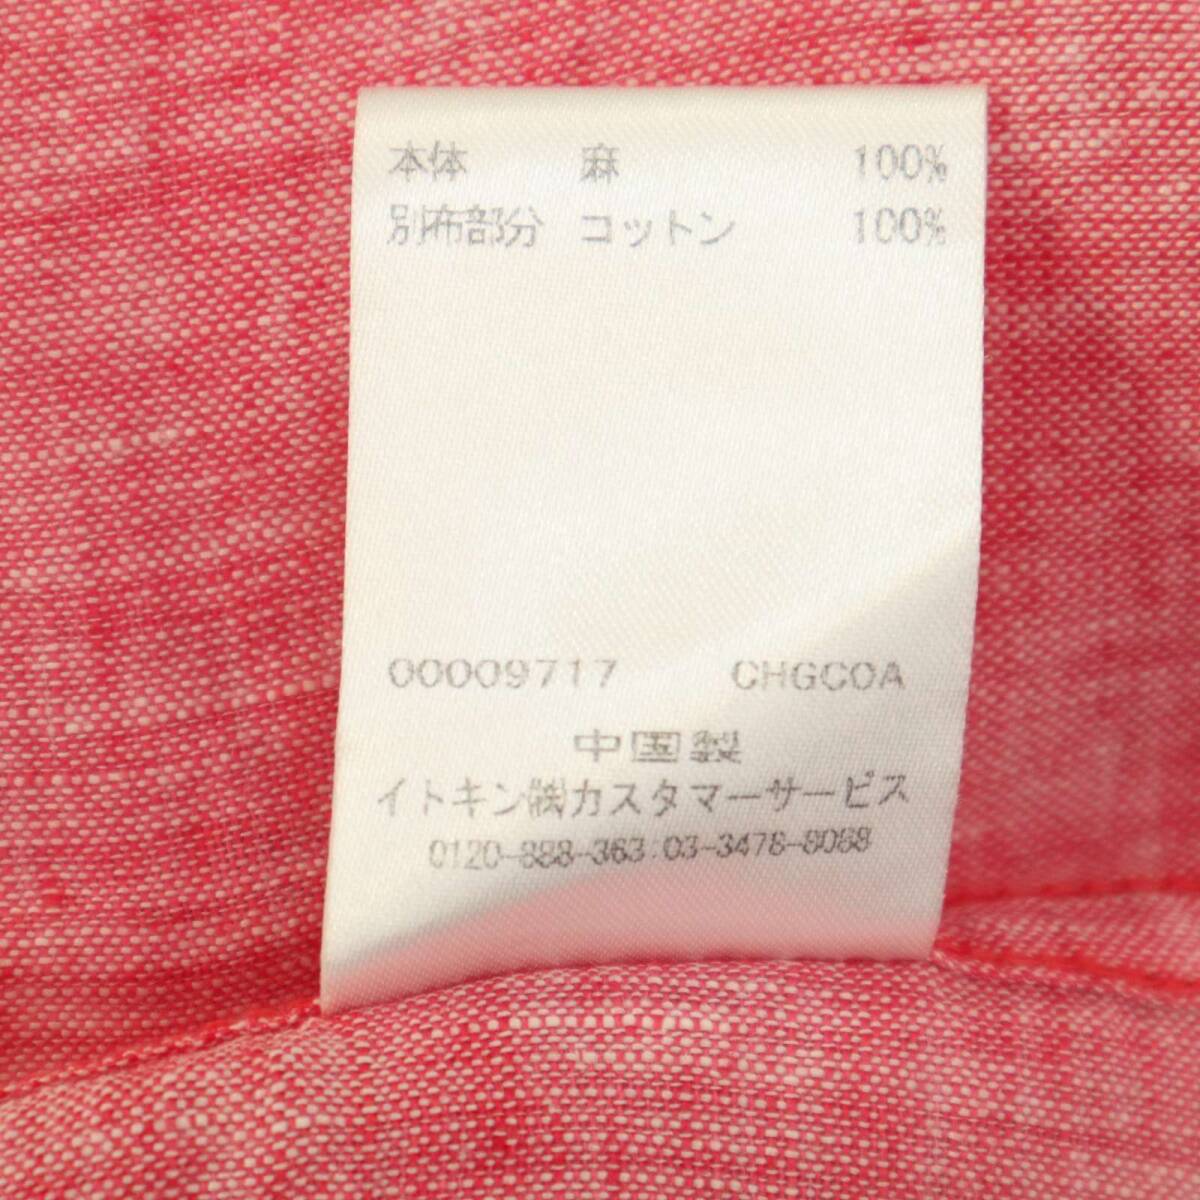 本体 麻 100%
別布部分 コットン 100%
00009717 CHGCOA
中国製
イトキン㈱カスタマーサービス
0120-888-363 03-3478-8088